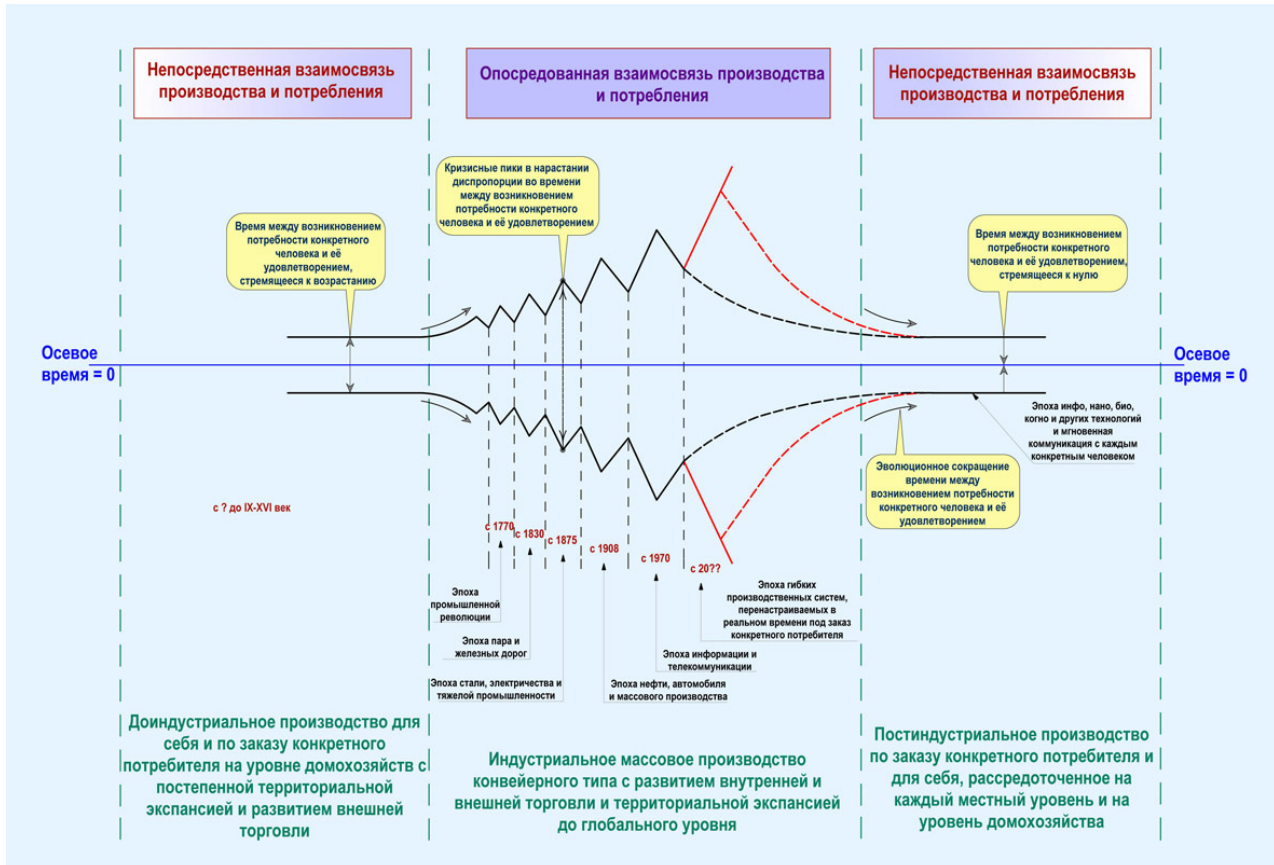 Непосредственная взаимосвязь
производства и потребления
Опосредованная взаимосвязь производства
и потребления
Непосредственная взаимосвязь
производства и потребления
Время между возникновением
потребности конкретного
человека и её
удовлетворением,
стремящееся к возрастанию
Кризисные пики в нарастании
диспропорции во времени
между возникновением
потребности конкретного
человека и её удовлетворением
Время между возникновением
потребности конкретного
человека и её
удовлетворением,
стремящееся к нулю
Осевое
время = 0
Осевое
время = 0
Эпоха инфо, нано, био,
когно и других технологий
и мгновенная
коммуникация с каждым
конкретным человеком
Эволюционное сокращение
времени между
возникновением потребности
конкретного человека и её
удовлетворением
с ? до IX-XVI век
с 1770
с 1830
с 1875
с 1908
с 1970
с 20??
Эпоха
промышленной
революции
Эпоха пара и
железных дорог
Эпоха стали, электричества и
тяжелой промышленности
Эпоха нефти, автомобиля
и массового производства
Эпоха информации и
телекоммуникации
Эпоха гибких
производственных систем,
перенастраиваемых в
реальном времени под заказ
конкретного потребителя
Доиндустриальное производство для
себя и по заказу конкретного
потребителя на уровне домохозяйств с
постепенной территориальной
экспансией и развитием внешней
торговли
Индустриальное массовое производство
конвейерного типа с развитием внутренней и
внешней торговли и территориальной экспансией
до глобального уровня
Постиндустриальное производство
по заказу конкретного потребителя и
для себя, рассредоточенное на
каждый местный уровень и на
уровень домохозяйства